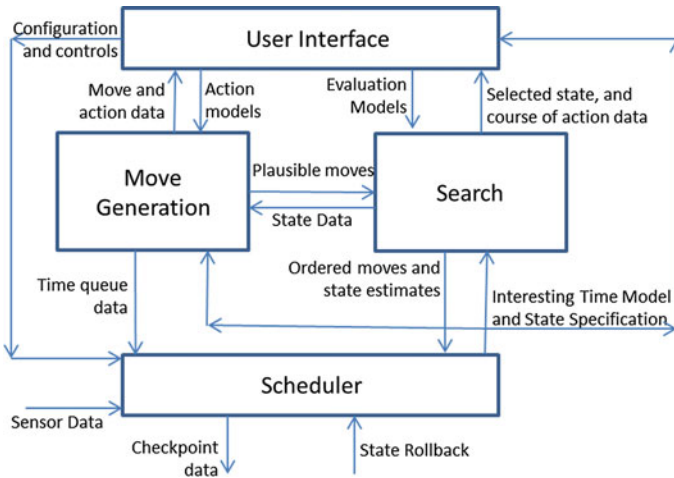 Configuration
and controls
User Interface
Move and
action data
Action
models
Evaluation
Models
Selected state, and
course of action data
Move
Generation
Plausible moves
State Data
Search
Time queue
data
Ordered moves and
state estimates
Interesting Time Model
and State Specification
Scheduler
Sensor Data
Checkpoint
data
State Rollback